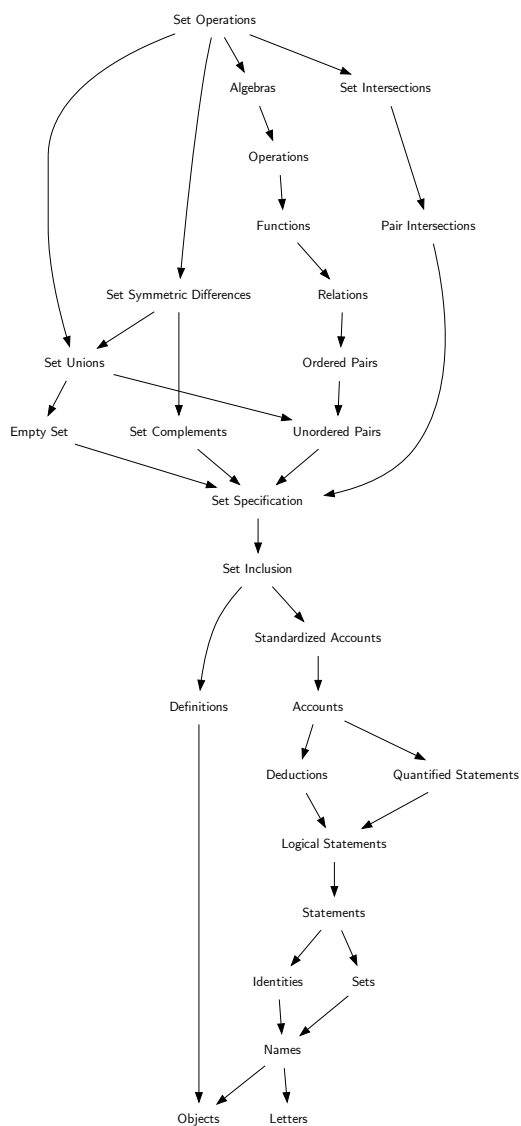 Set Operations
Algebras
Set Intersections
Operations
Functions
Pair Intersections
Set Symmetric Differences
Relations
Set Unions
Ordered Pairs
Empty Set
Set Complements
Unordered Pairs
Set Specification
Set Inclusion
Standardized Accounts
Definitions
Accounts
Deductions
Quantified Statements
Logical Statements
Statements
Identities
Sets
Names
Objects
Letters